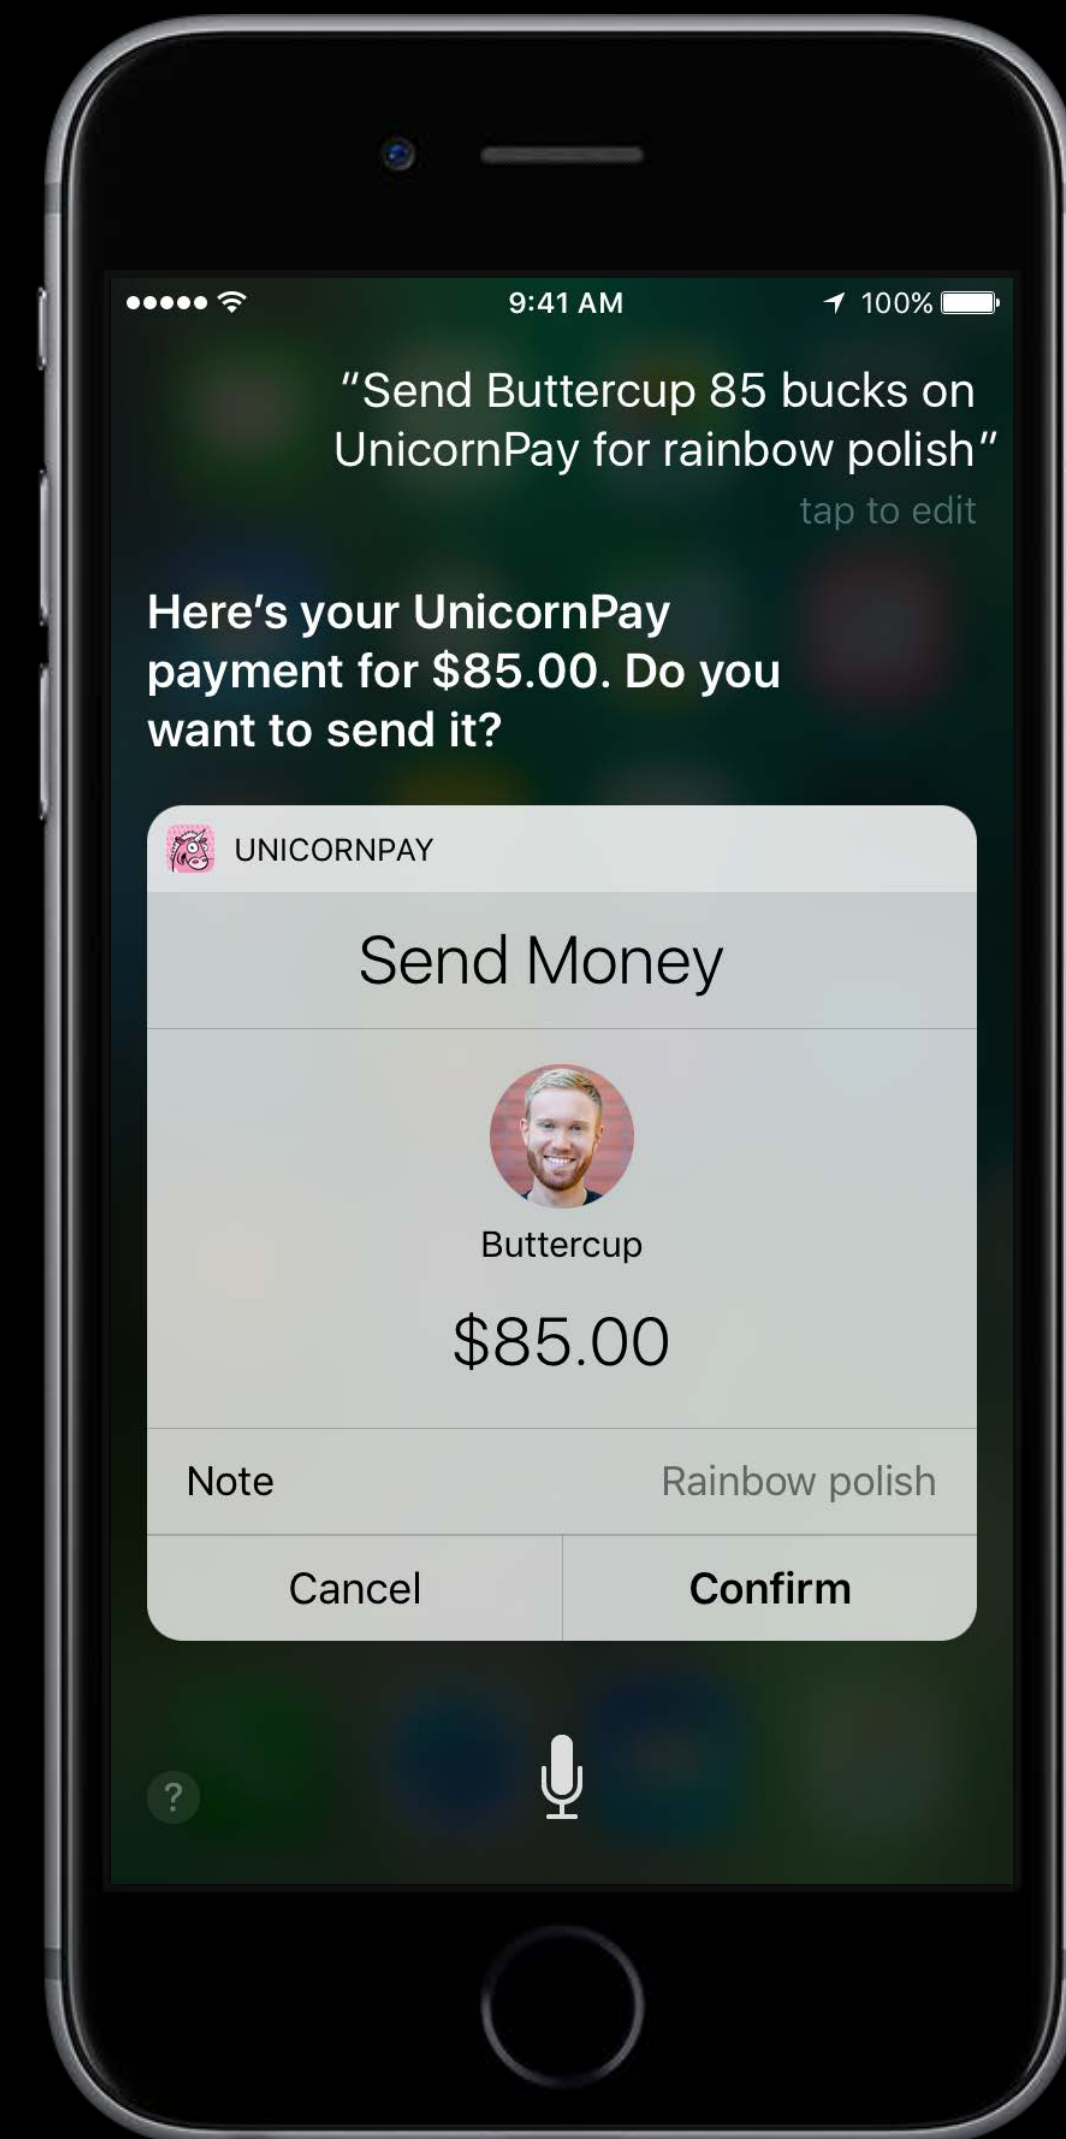 9:41 AM
100%
“Send Buttercup 85 bucks on
UnicornPay for rainbow polish”
tap to edit
Here’s your UnicornPay
payment for $85.00. Do you
want to send it?
UNICORNPAY
Send Money
Buttercup
$85.00
Note Rainbow polish
Cancel Confirm
?